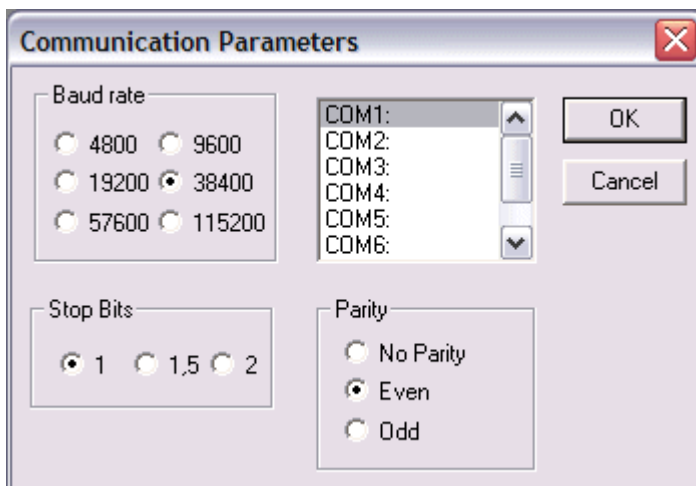 Communication Parameters
Baud rate
4800 9600
19200 38400
57600 115200
COM1:
COM2:
COM3:
COM4:
COM5:
COM6:
OK
Cancel
Stop Bits
1 1,5 2
Parity
No Parity
Even
Odd